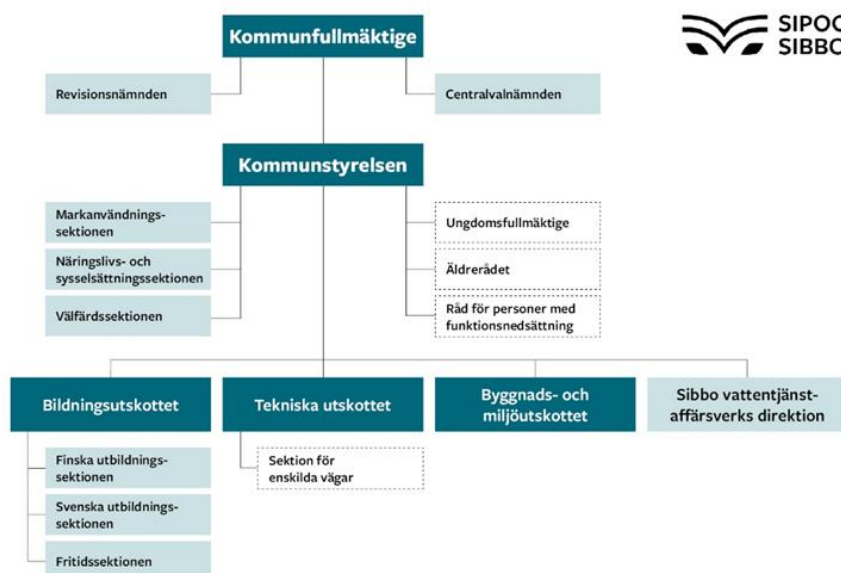 Kommunfullmäktige
SIPOO
SIBBO
Revisionsnämnden
Centralvalnämnden
Kommunstyrelsen
Markanvändnings-
sektionen
Ungdomsfullmäktige
Näringslivs- och
sysselsättningssektionen
Äldrerådet
Välfärdssektionen
Råd för personer med
funktionsnedsättning
Bildningsutskottet
Tekniska utskottet
Byggnads- och
miljöutskottet
Sibbo vattentjänst-
affärsverks direktion
Finska utbildnings-
sektionen
Sektion för
enskilda vägar
Svenska utbildnings-
sektionen
Fritidssektionen